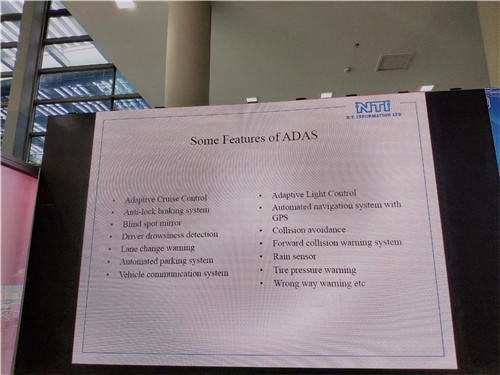 NTi
N.T. INFORMATION LTD
Some Features of ADAS
• Adaptive Cruise Control
• Anti-lock braking system
• Blind spot mirror
• Driver drowsiness detection
• Lane change warning
• Automated parking system
• Vehicle communication system
• Adaptive Light Control
• Automated navigation system with
GPS
• Collision avoidance
• Forward collision warning system
• Rain sensor
• Tire pressure warning
• Wrong way warning etc